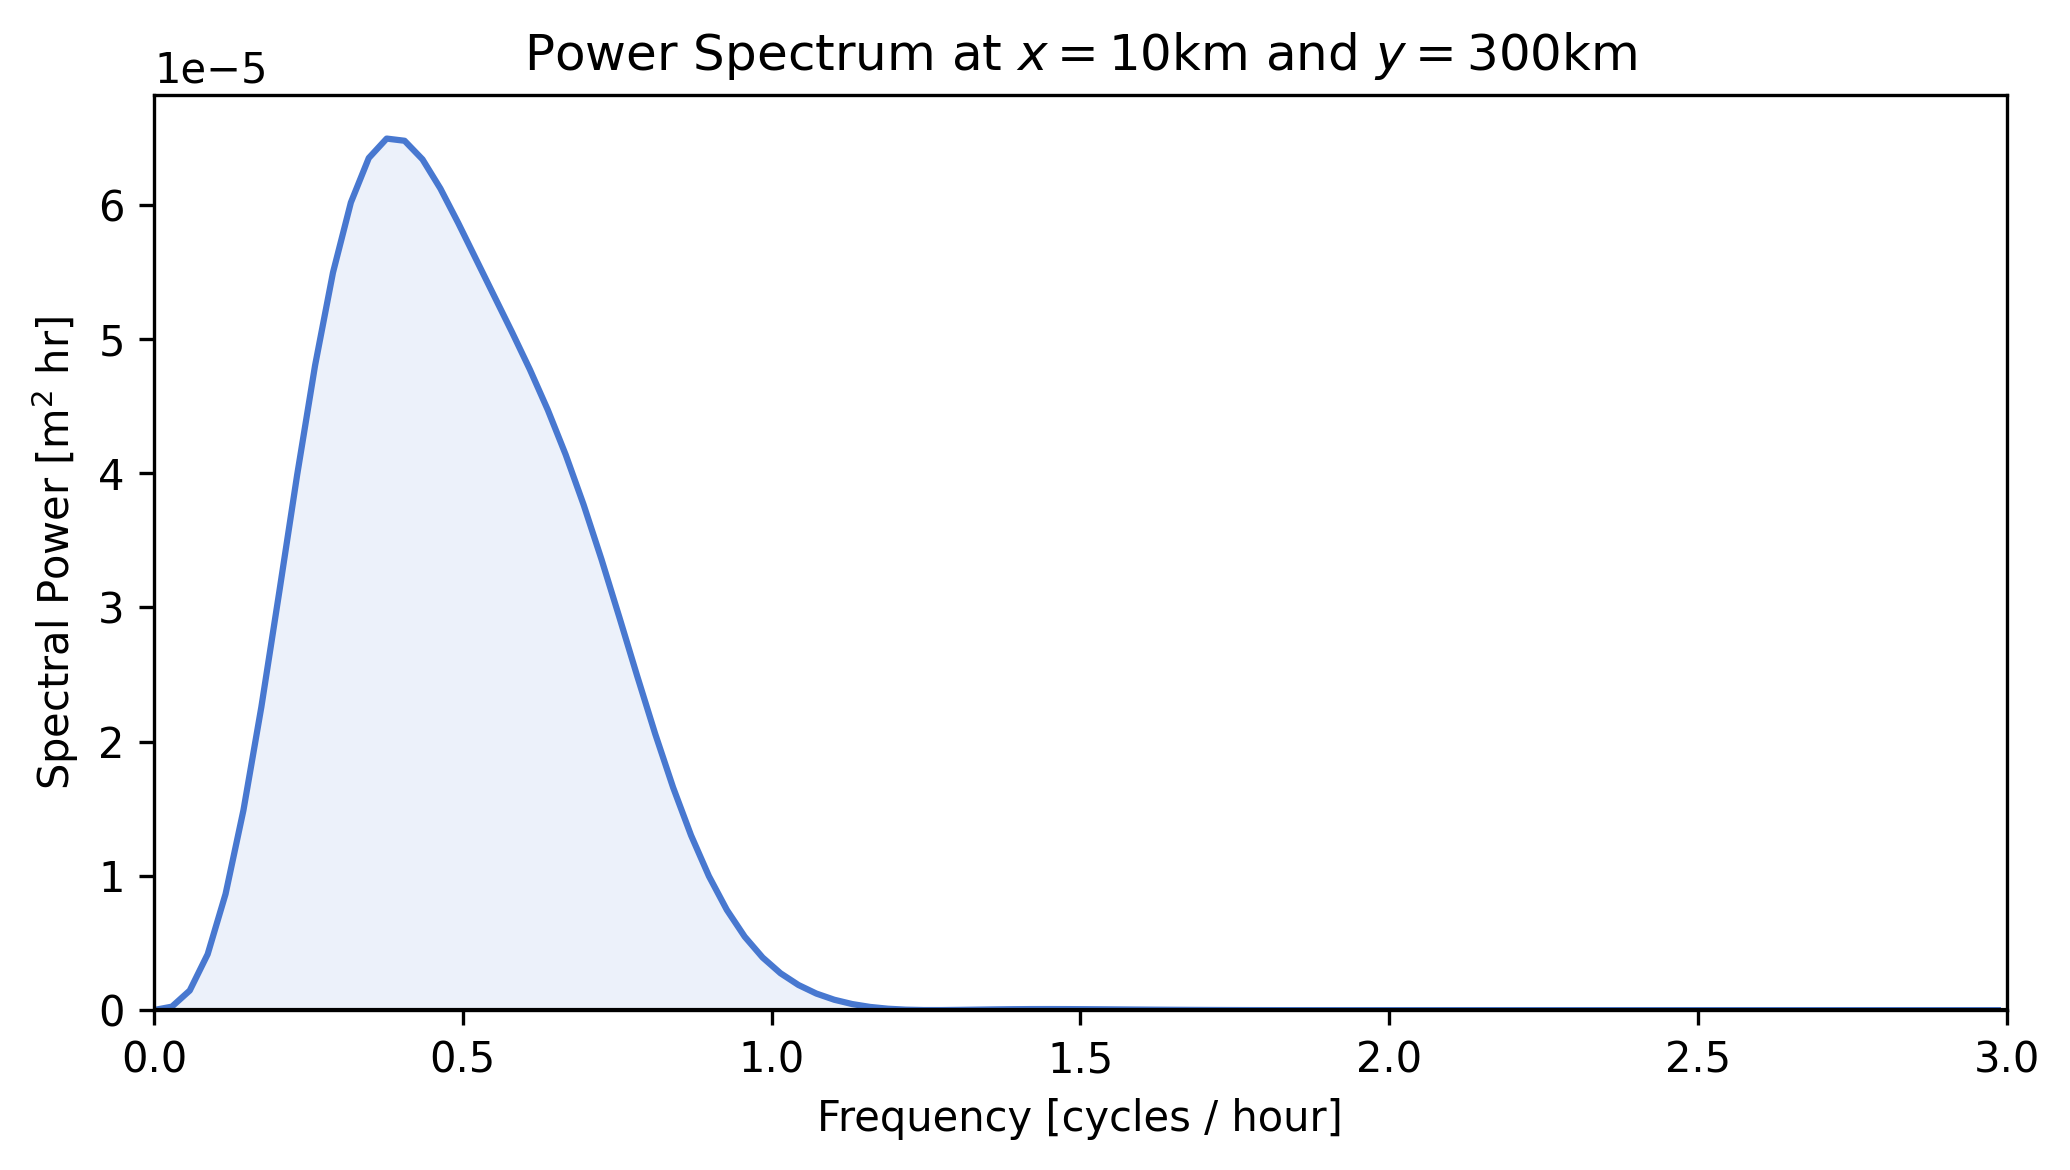 Power Spectrum at x = 10km and y = 300km
1e−5
Spectral Power [m² hr]
6
5
4
3
2
1
0
0.0 0.5 1.0 1.5 2.0 2.5 3.0
Frequency [cycles / hour]